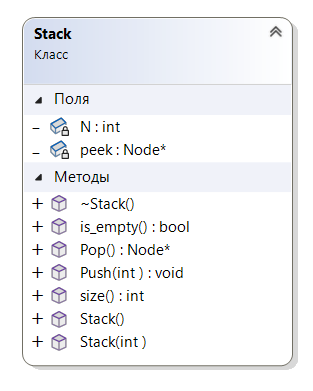 Stack
Класс
Поля
– N : int
– peek : Node*
Методы
+ ~Stack()
+ is_empty() : bool
+ Pop() : Node*
+ Push(int ) : void
+ size() : int
+ Stack()
+ Stack(int )